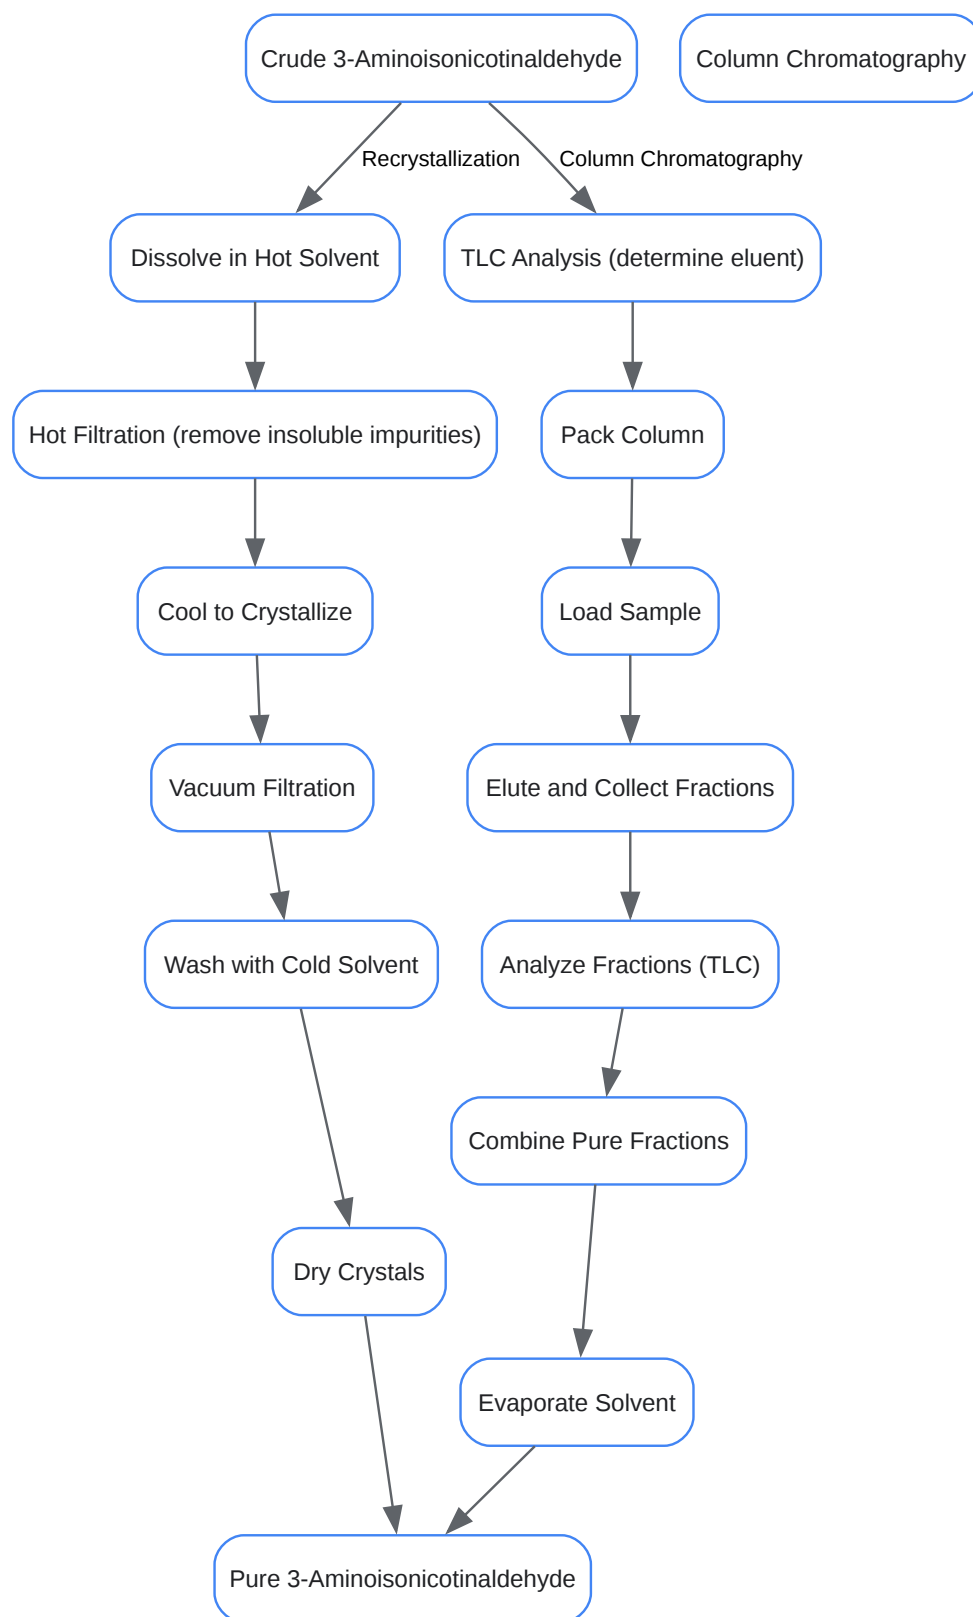 Crude 3-Aminoisonicotinaldehyde
Column Chromatography
Recrystallization
Column Chromatography
Dissolve in Hot Solvent
TLC Analysis (determine eluent)
Hot Filtration (remove insoluble impurities)
Pack Column
Cool to Crystallize
Load Sample
Vacuum Filtration
Elute and Collect Fractions
Wash with Cold Solvent
Analyze Fractions (TLC)
Combine Pure Fractions
Dry Crystals
Evaporate Solvent
Pure 3-Aminoisonicotinaldehyde